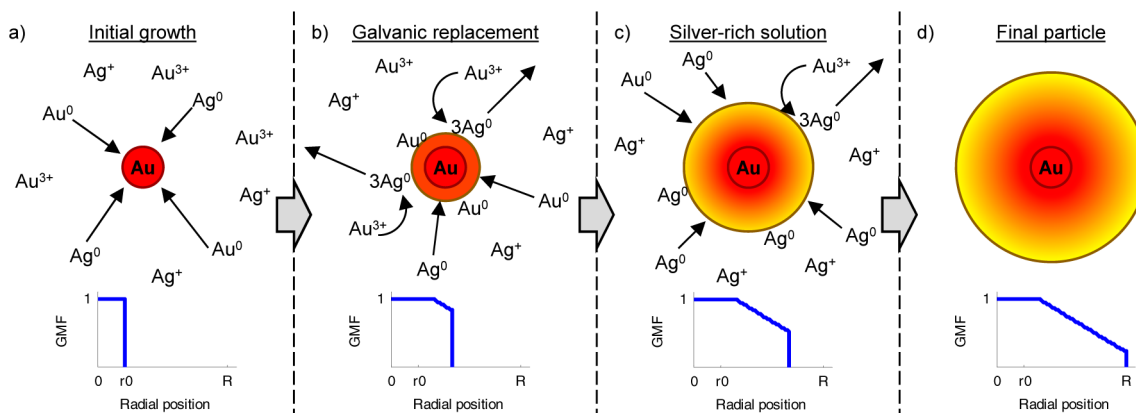 a) Initial growth
Ag⁺ Au³⁺
Au⁰ Ag⁰
Au³⁺
Au
Au³⁺
Ag⁺
Ag⁰ Au⁰
Ag⁺
1
GMF
0 r0 R
Radial position
b) Galvanic replacement
Au³⁺ Au³⁺
Ag⁺
3Ag⁰
Au⁰ Ag⁺
Au
3Ag⁰
Au⁰ Au⁰
Au³⁺
Ag⁺
Ag⁰
1
GMF
0 r0 R
Radial position
c) Silver-rich solution
Ag⁰
Au⁰ Au³⁺
3Ag⁰
Ag⁺ Ag⁺
Au
Ag⁰
Ag⁰ Ag⁰
Ag⁰
Ag⁺ Ag⁺
1
GMF
0 r0 R
Radial position
d) Final particle
Au
1
GMF
0 r0 R
Radial position